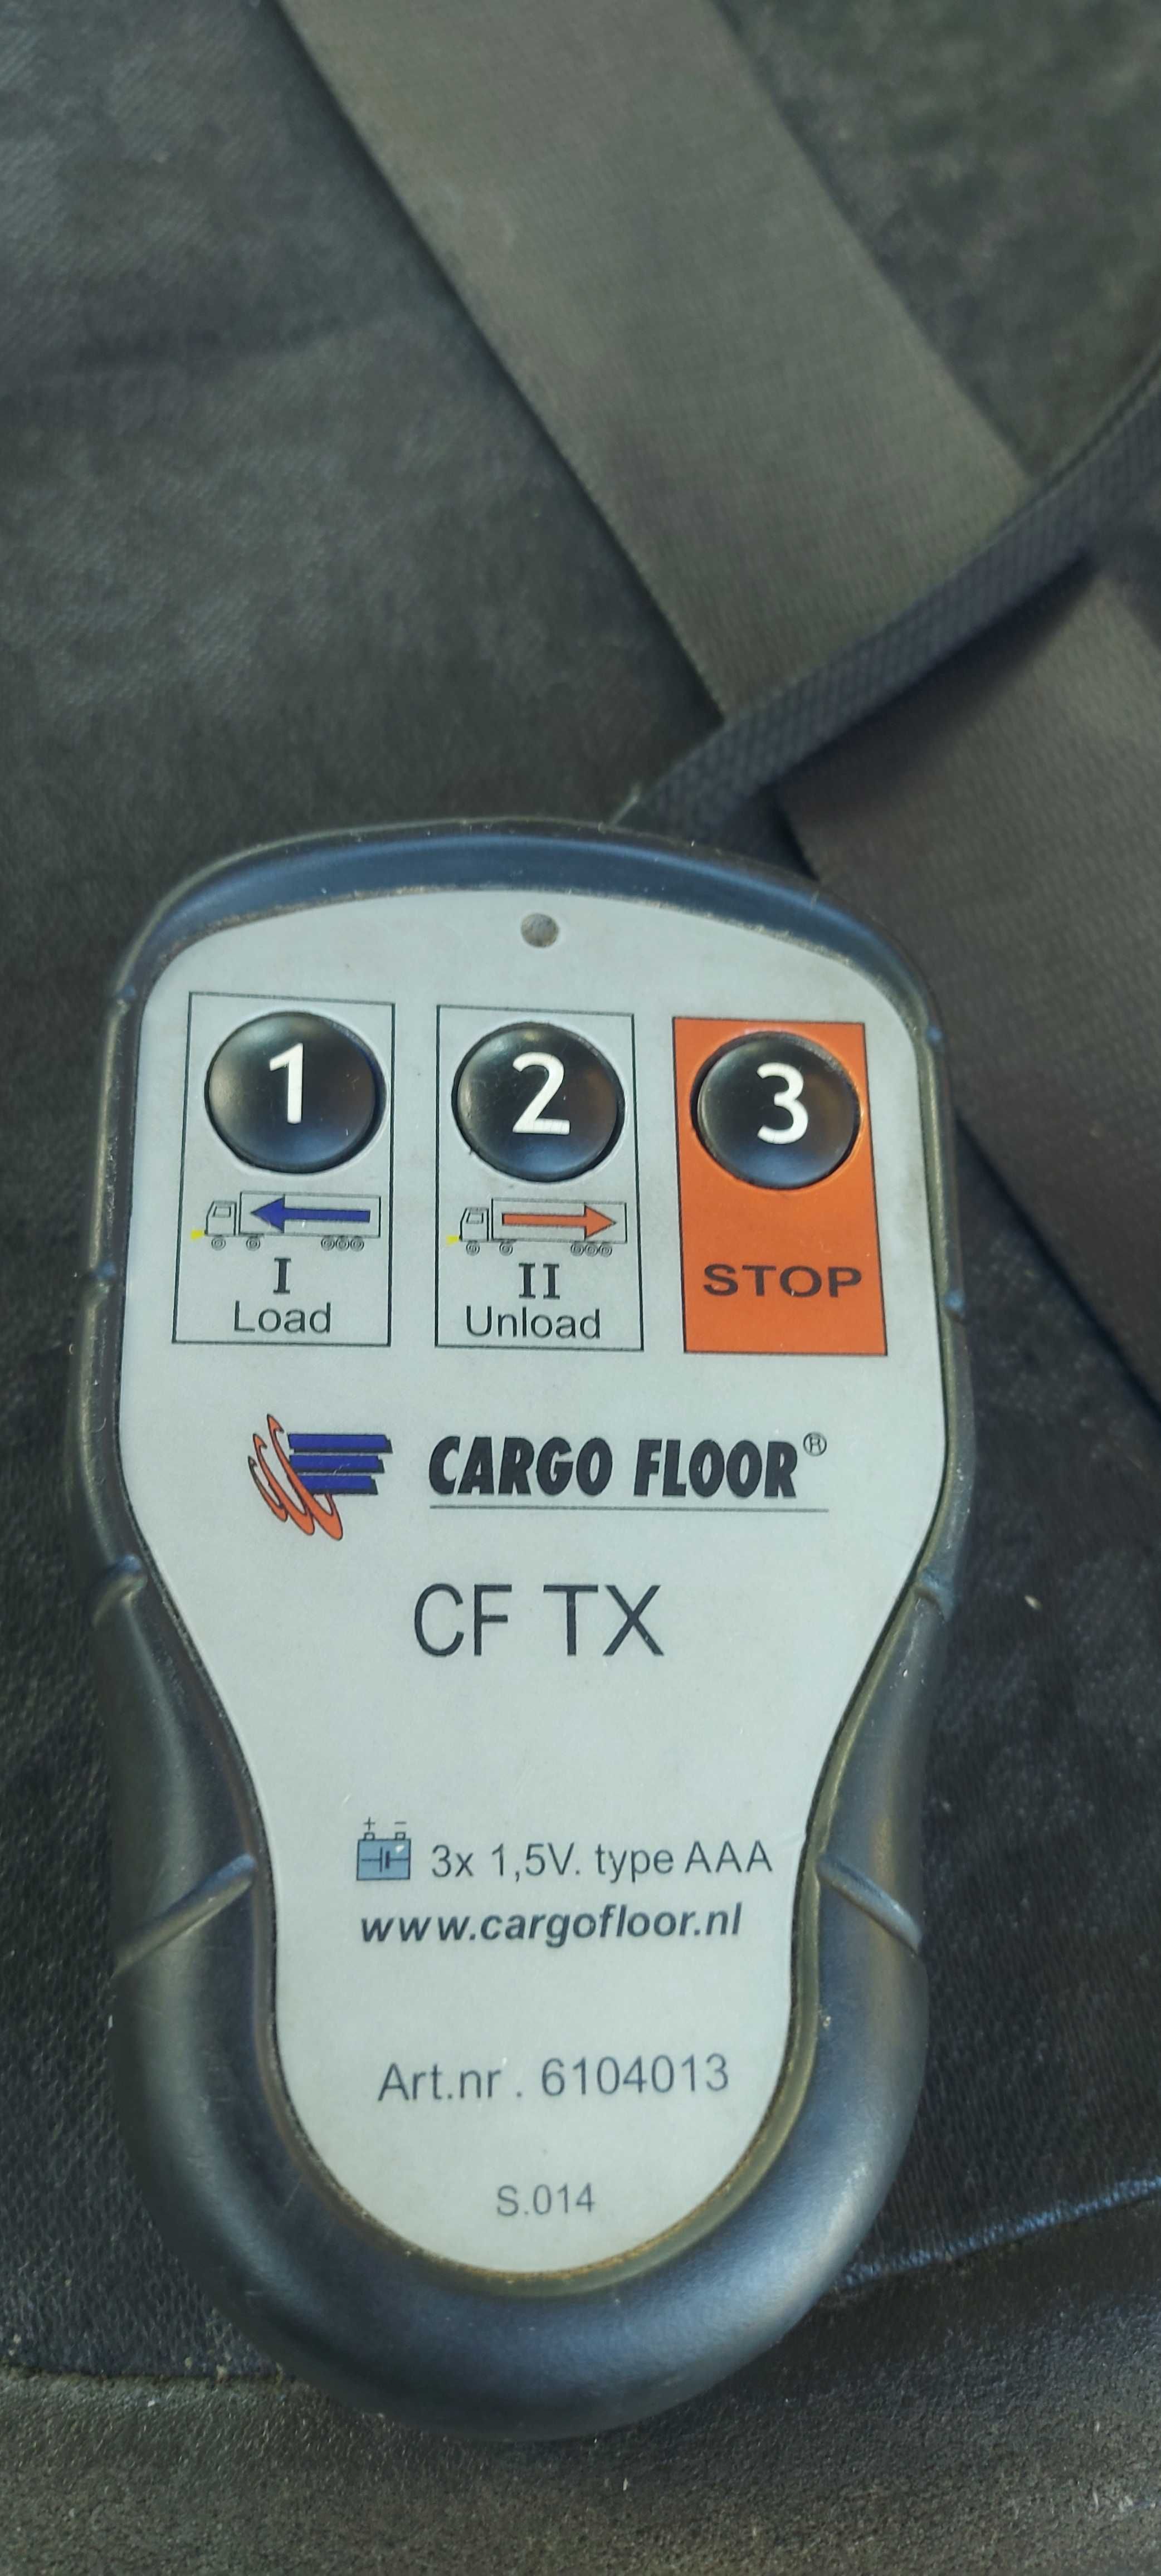 1 2 3
I II STOP
Load Unload
CARGO FLOOR®
CF TX
+ -
3x 1,5V. type AAA
www.cargofloor.nl
Art.nr . 6104013
S.014